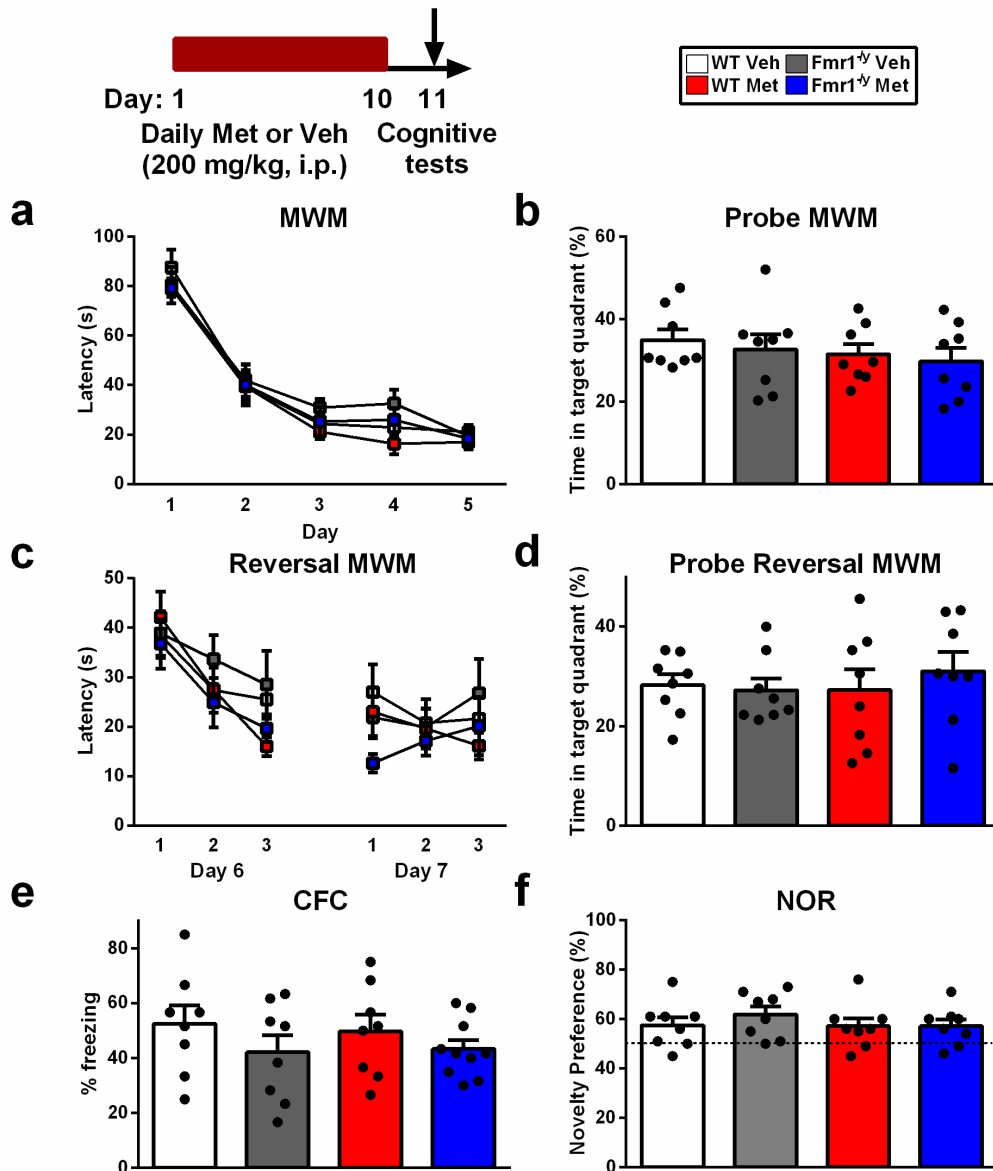 Day: 1 10 11
Daily Met or Veh
(200 mg/kg, i.p.)
Cognitive
tests
WT Veh
Fmr1-/y Veh
WT Met
Fmr1-/y Met
a
MWM
Latency (s)
100
80
60
40
20
0
1 2 3 4 5
Day
b
Probe MWM
Time in target quadrant (%)
60
40
20
0
c
Reversal MWM
Latency (s)
50
40
30
20
10
0
1 2 3 1 2 3
Day 6 Day 7
d
Probe Reversal MWM
Time in target quadrant (%)
40
20
0
e
CFC
% freezing
80
60
40
20
0
f
NOR
Novelty Preference (%)
100
80
60
40
20
0